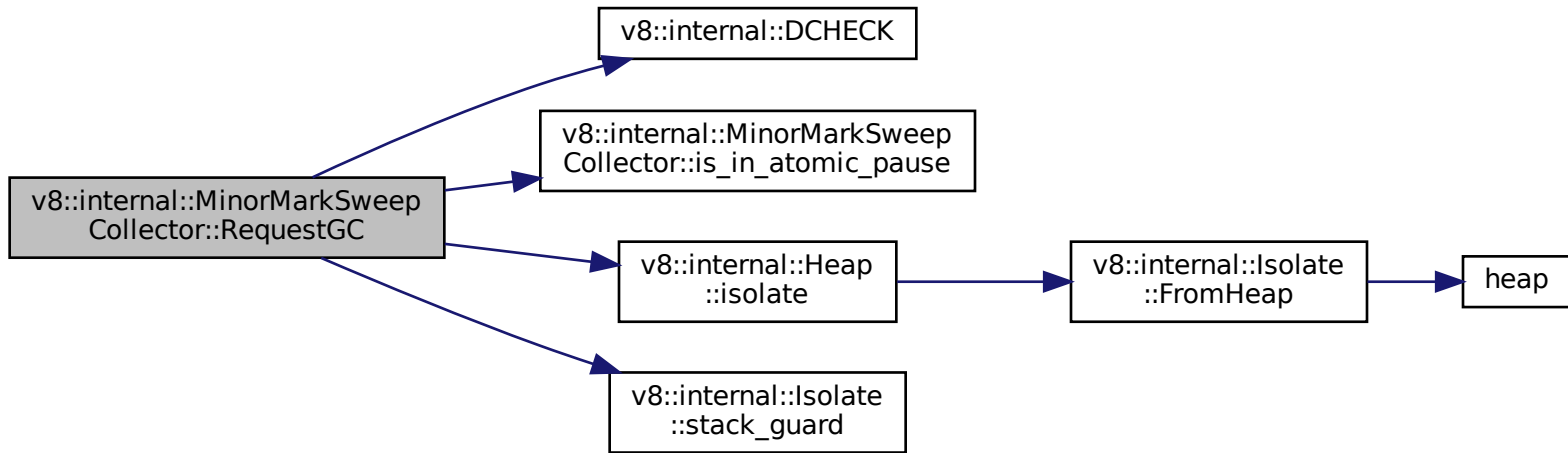 v8::internal::DCHECK
v8::internal::MinorMarkSweep
Collector::is_in_atomic_pause
v8::internal::MinorMarkSweep
Collector::RequestGC
v8::internal::Heap
::isolate
v8::internal::Isolate
::FromHeap
heap
v8::internal::Isolate
::stack_guard